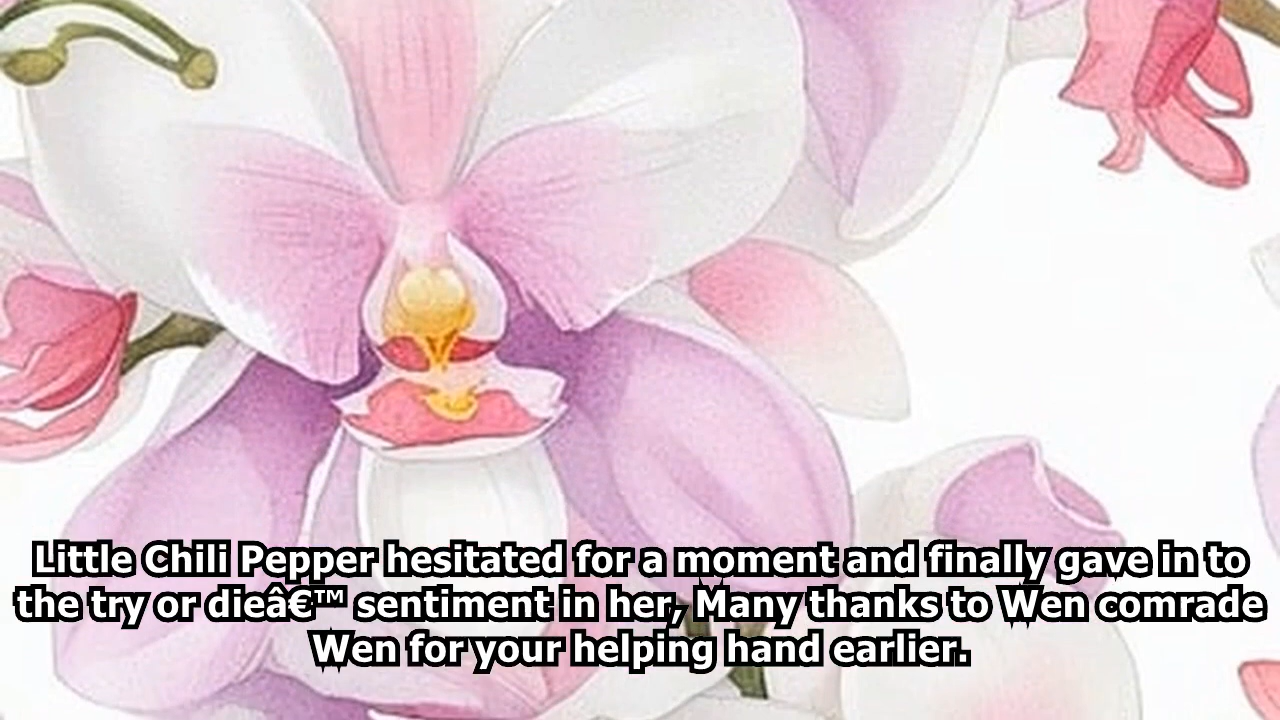 Little Chili Pepper hesitated for a moment and finally gave in to
the try or dieâ€™ sentiment in her, Many thanks to Wen comrade
Wen for your helping hand earlier.